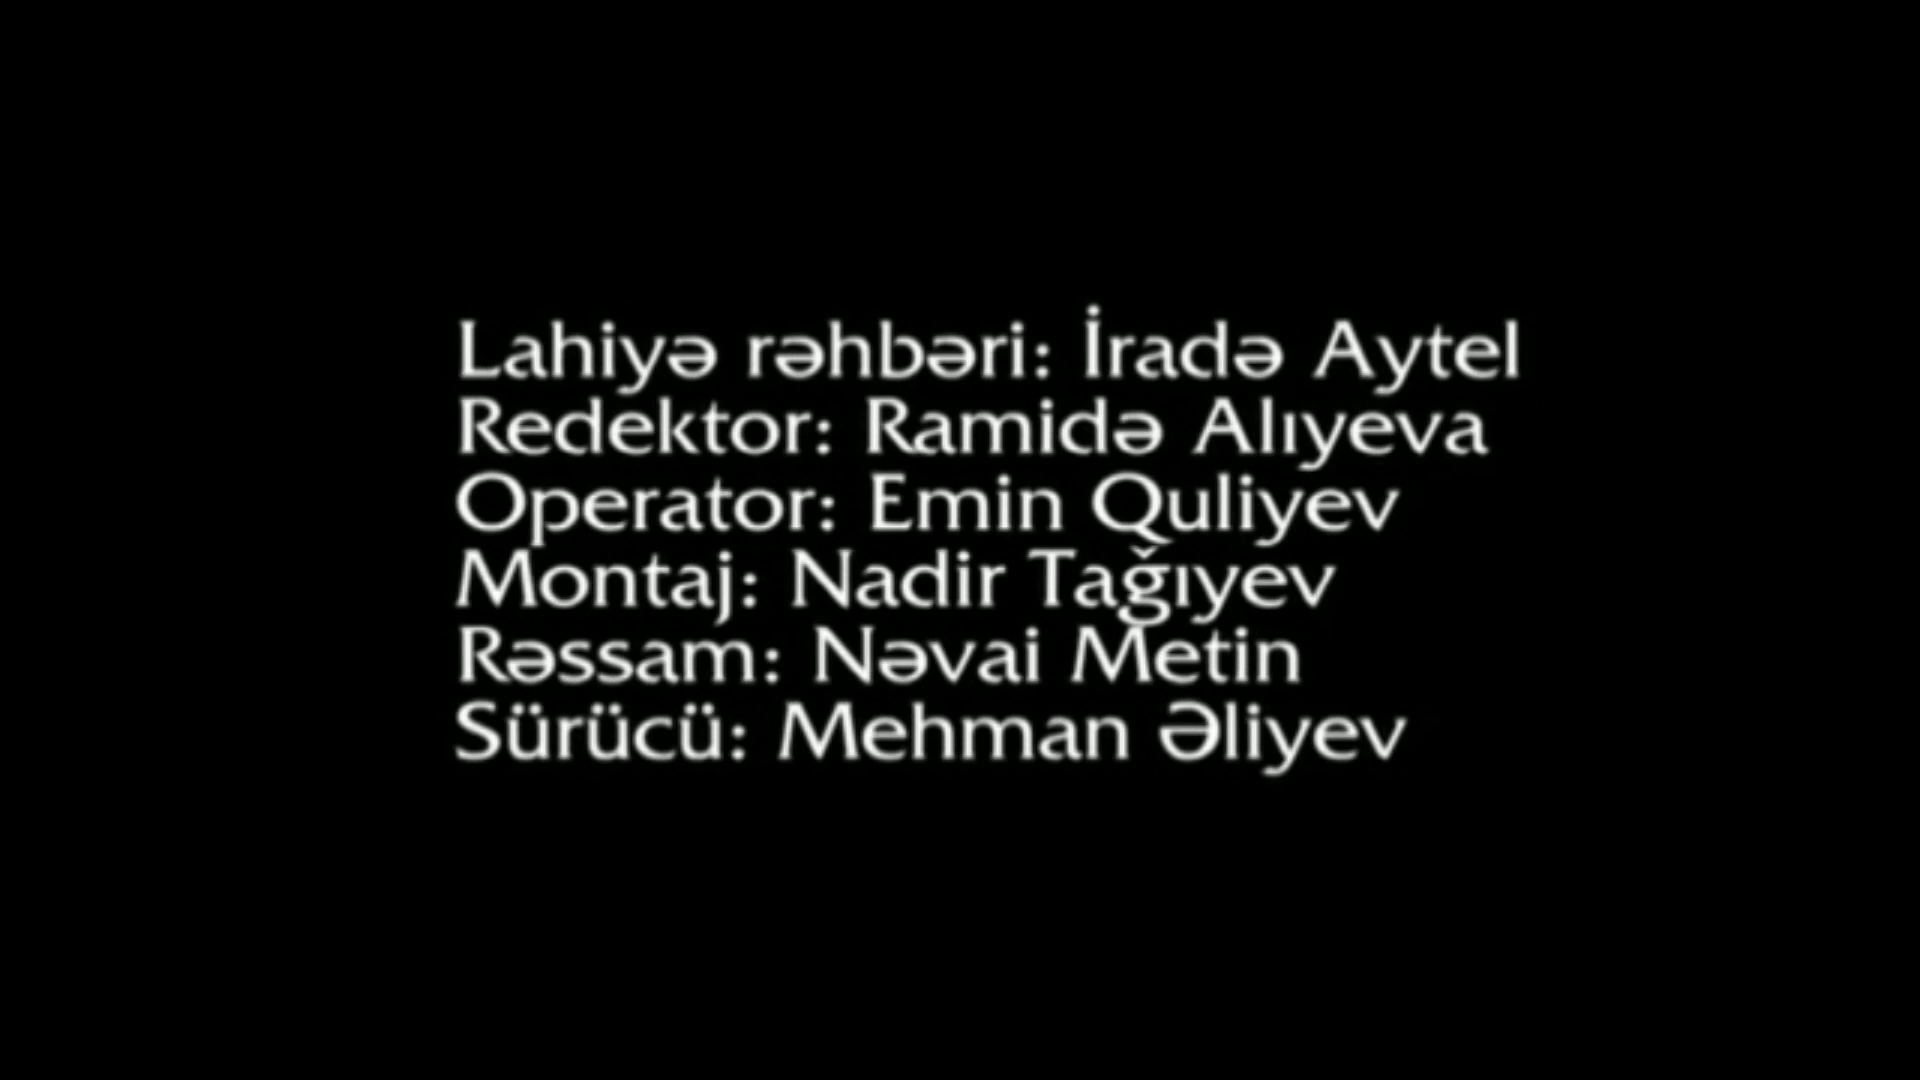 Lahiyə rəhbəri: İradə Aytel
Redektor: Ramidə Alıyeva
Operator: Emin Quliyev
Montaj: Nadir Tağıyev
Rəssam: Nəvai Metin
Sürücü: Mehman Əliyev